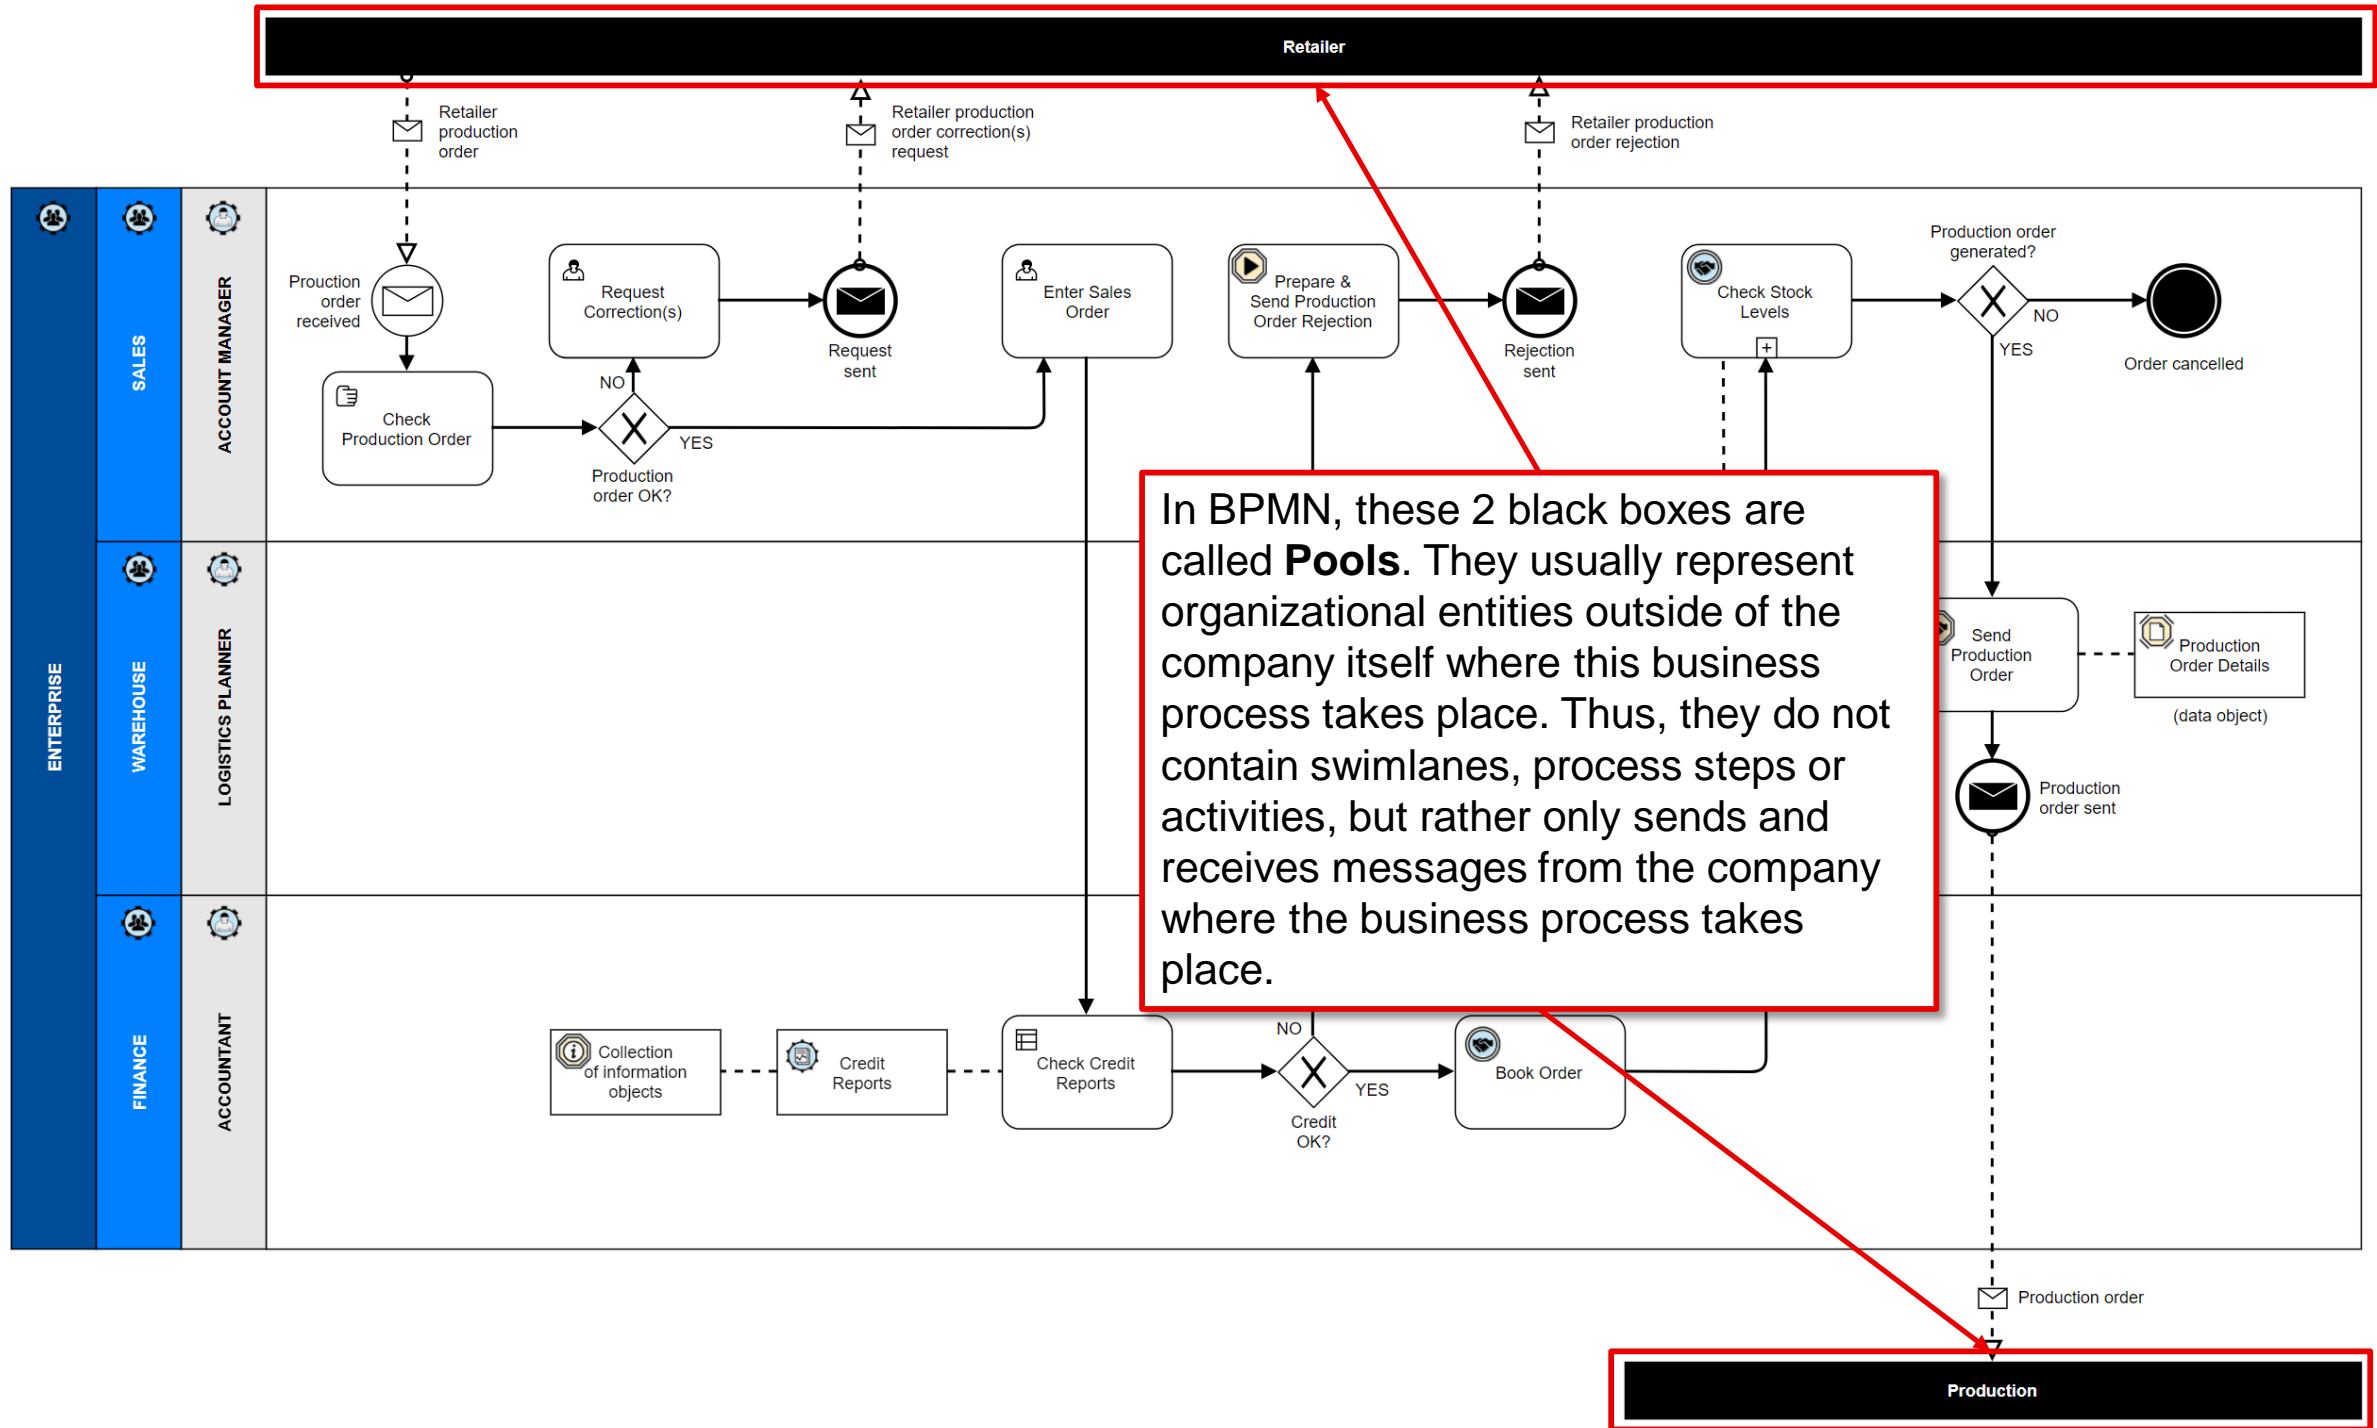 Retailer
Retailer
production
order
Retailer production
order correction(s)
request
Retailer production
order rejection
ENTERPRISE
SALES
ACCOUNT MANAGER
Prouction
order
received
Check
Production Order
Request
Correction(s)
NO
YES
Production
order OK?
Request
sent
Enter Sales
Order
Prepare &
Send Production
Order Rejection
Rejection
sent
Check Stock
Levels
Production order
generated?
NO
YES
Order cancelled
In BPMN, these 2 black boxes are
called Pools. They usually represent
organizational entities outside of the
company itself where this business
process takes place. Thus, they do not
contain swimlanes, process steps or
activities, but rather only sends and
receives messages from the company
where the business process takes
place.
WAREHOUSE
LOGISTICS PLANNER
Send
Production
Order
Production
Order Details
(data object)
Production
order sent
FINANCE
ACCOUNTANT
Collection
of information
objects
Credit
Reports
Check Credit
Reports
NO
YES
Credit
OK?
Book Order
Production order
Production